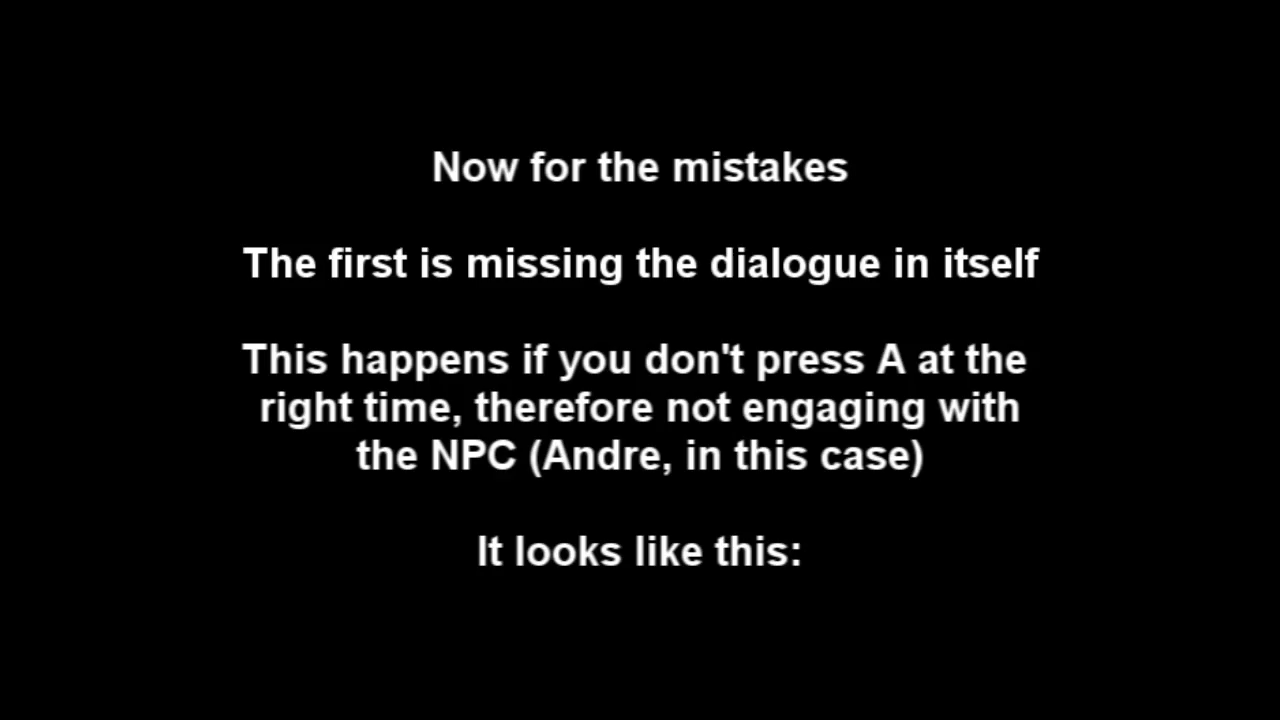 Now for the mistakes
The first is missing the dialogue in itself
This happens if you don't press A at the
right time, therefore not engaging with
the NPC (Andre, in this case)
It looks like this: